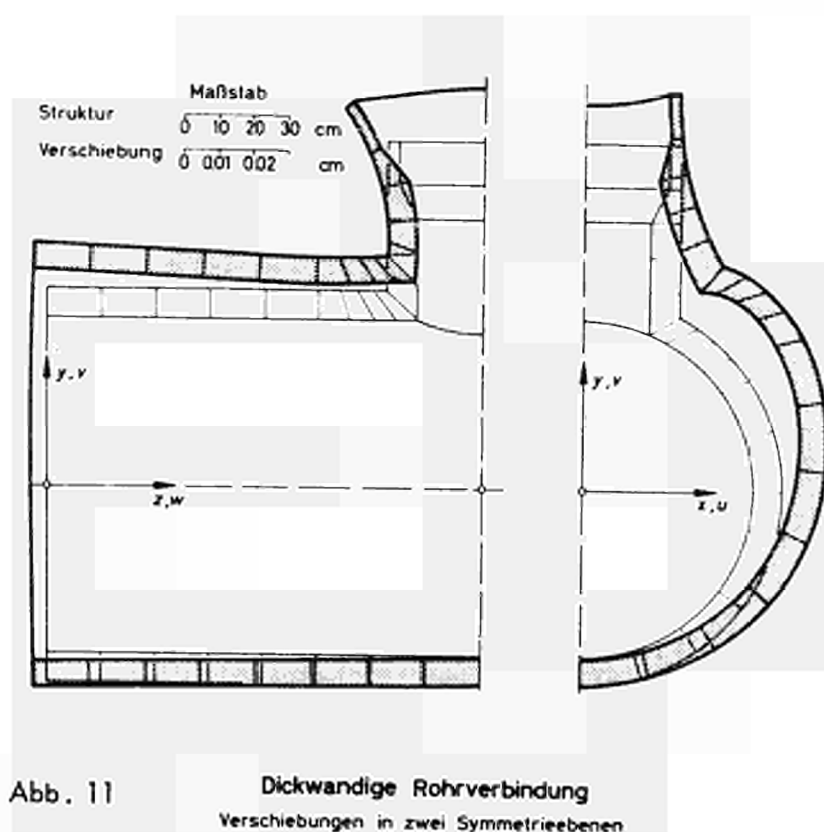 Maßstab
Struktur
0 10 20 30 cm
Verschiebung
0 0.01 0.02 cm
y,v
y,v
z,w
x,u
Abb. 11
Dickwandige Rohrverbindung
Verschiebungen in zwei Symmetrieebenen